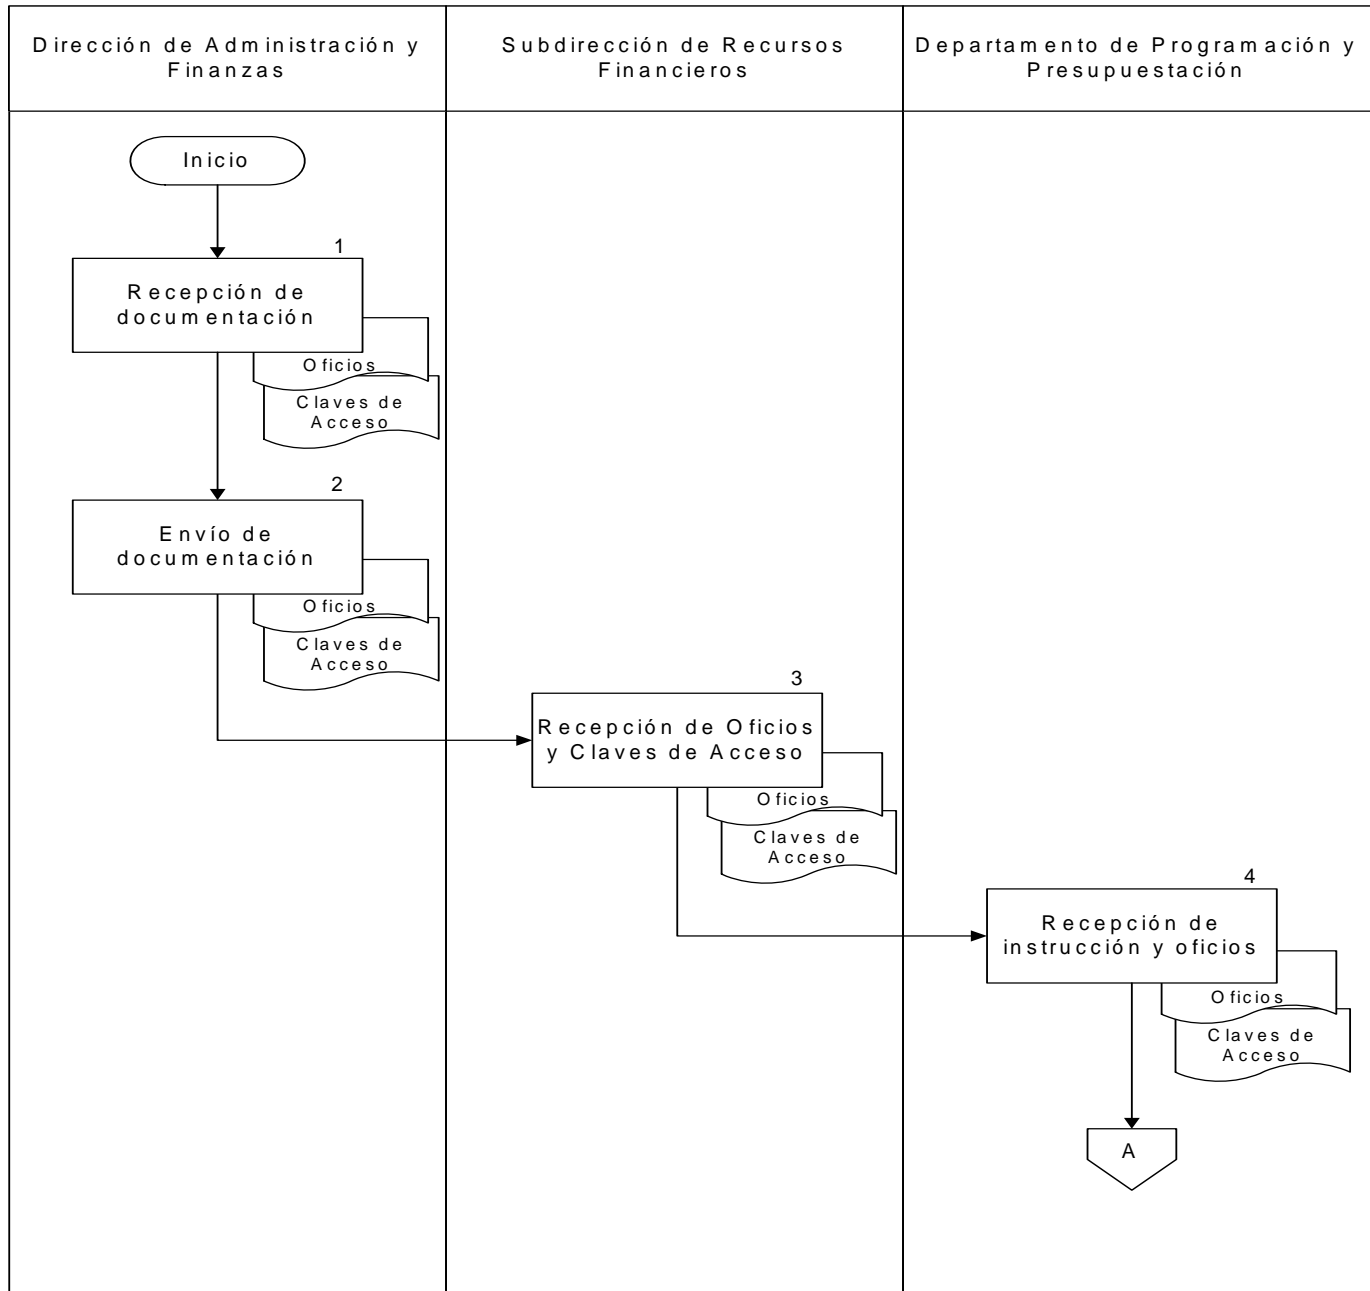 Dirección de Administración y
Finanzas
Subdirección de Recursos
Financieros
Departamento de Programación y
Presupuestación
Inicio
1
Recepción de
documentación
Oficios
Claves de
Acceso
2
Envío de
documentación
Oficios
Claves de
Acceso
3
Recepción de Oficios
y Claves de Acceso
Oficios
Claves de
Acceso
4
Recepción de
instrucción y oficios
Oficios
Claves de
Acceso
A